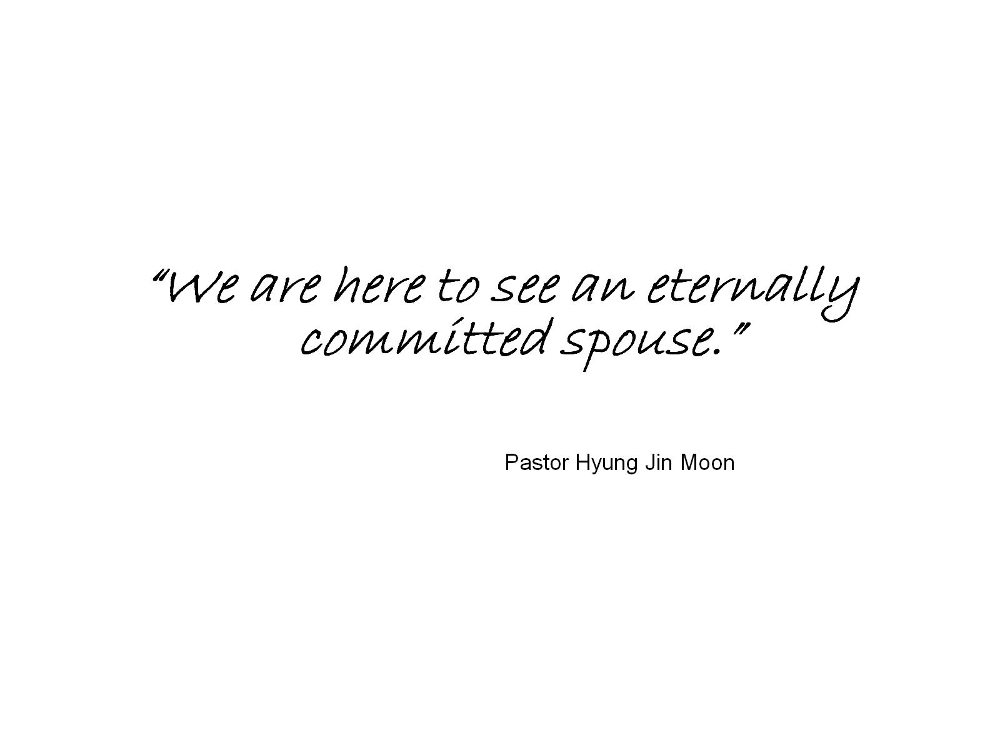 “We are here to see an eternally
committed spouse.”
Pastor Hyung Jin Moon